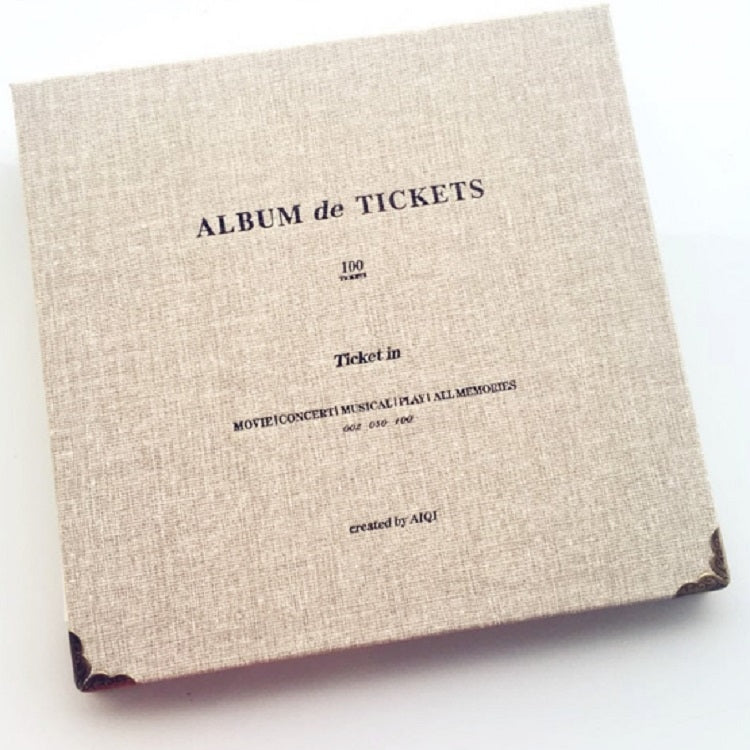 ALBUM de TICKETS
100
Ticket in
MOVIE|CONCERT|MUSICAL|PLAY|ALL MEMORIES
created by AIQI